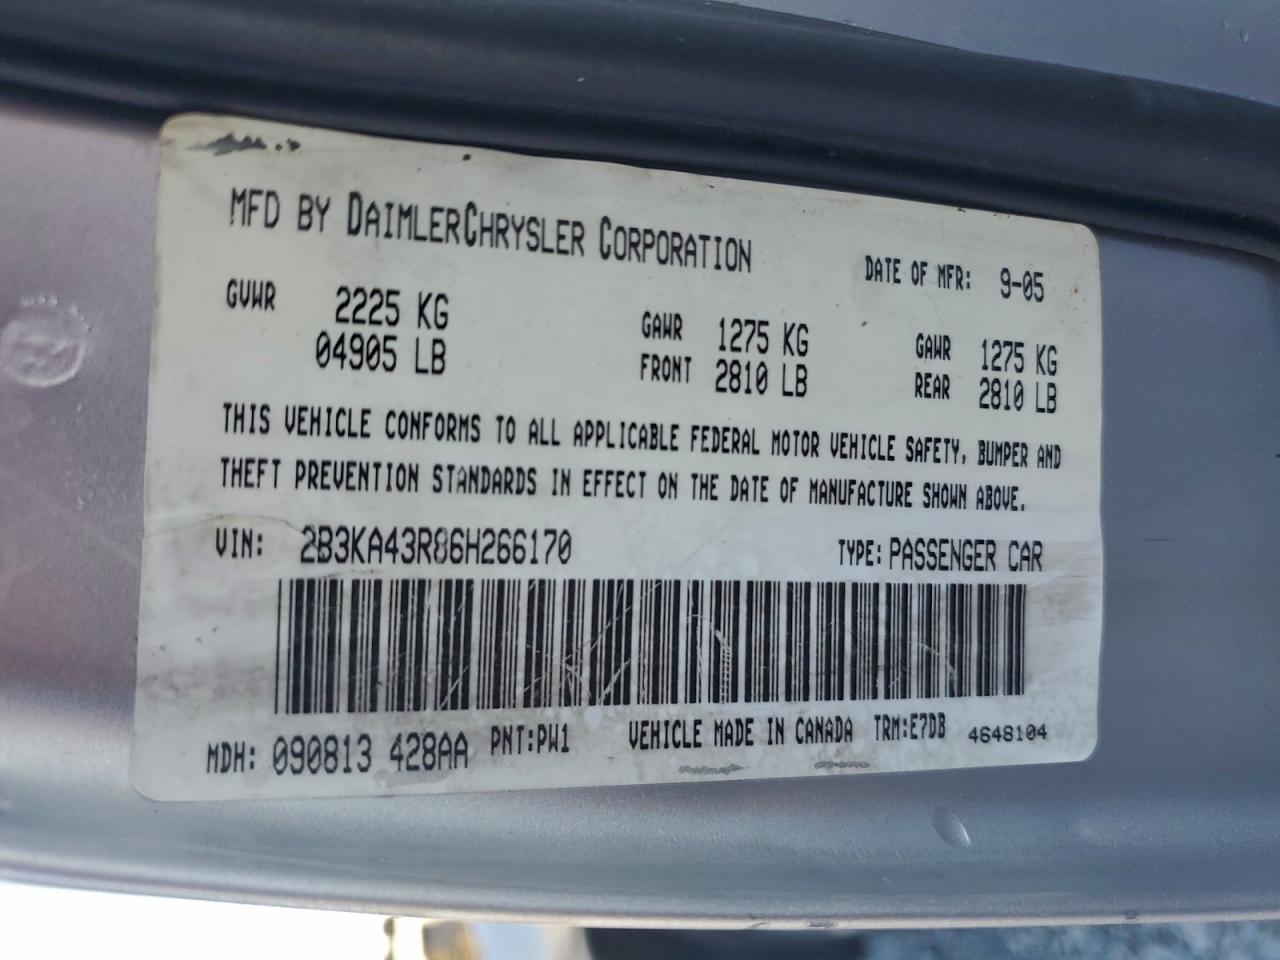 MFD BY DAIMLERCHRYSLER CORPORATION
DATE OF MFR: 9-05
GVWR 2225 KG
04905 LB
GAWR 1275 KG
FRONT 2810 LB
GAWR 1275 KG
REAR 2810 LB
THIS VEHICLE CONFORMS TO ALL APPLICABLE FEDERAL MOTOR VEHICLE SAFETY, BUMPER AND
THEFT PREVENTION STANDARDS IN EFFECT ON THE DATE OF MANUFACTURE SHOWN ABOVE.
VIN: 2B3KA43R86H266170
TYPE: PASSENGER CAR
MDH: 090813 428AA PNT:PW1 VEHICLE MADE IN CANADA TRM:E7DB 4648104